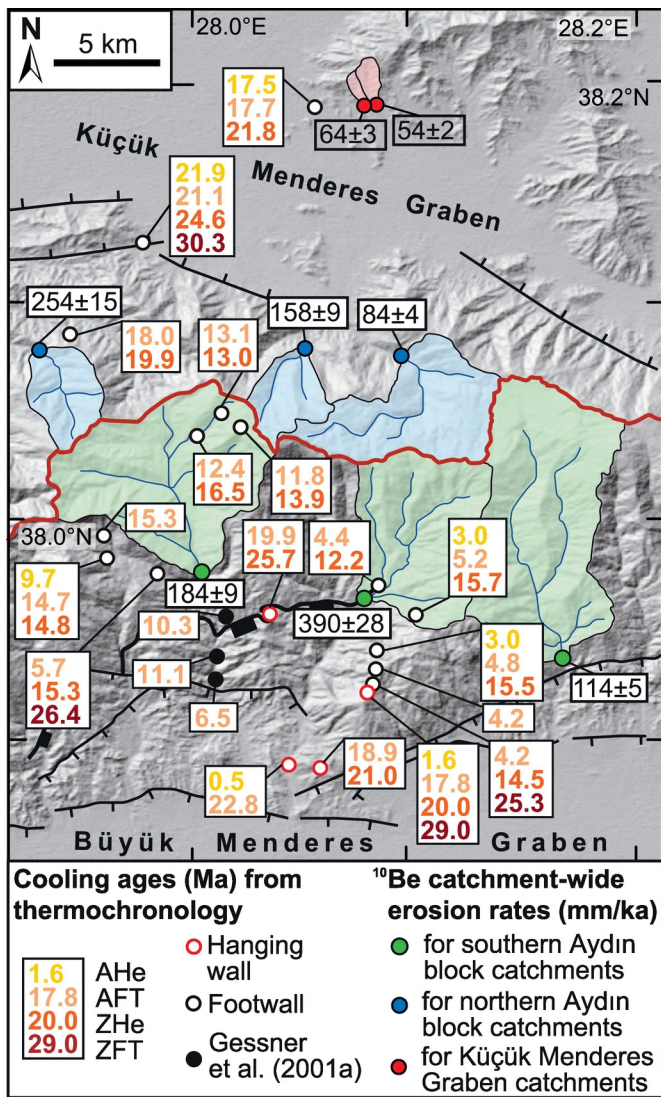 N
5 km
28.0°E
28.2°E
38.2°N
17.5
17.7
21.8
64±3
54±2
Küçük Menderes Graben
21.9
21.1
24.6
30.3
254±15
158±9
84±4
18.0
19.9
13.1
13.0
12.4
16.5
11.8
13.9
15.3
38.0°N
9.7
14.7
14.8
19.9
25.7
4.4
12.2
3.0
5.2
15.7
184±9
10.3
390±28
5.7
15.3
26.4
11.1
6.5
3.0
4.8
15.5
114±5
4.2
0.5
22.8
18.9
21.0
1.6
17.8
20.0
29.0
4.2
14.5
25.3
Büyük Menderes Graben
Cooling ages (Ma) from
thermochronology
1.6 AHe
17.8 AFT
20.0 ZHe
29.0 ZFT
Hanging
wall
Footwall
Gessner
et al. (2001a)
¹⁰Be catchment-wide
erosion rates (mm/ka)
for southern Aydın
block catchments
for northern Aydın
block catchments
for Küçük Menderes
Graben catchments